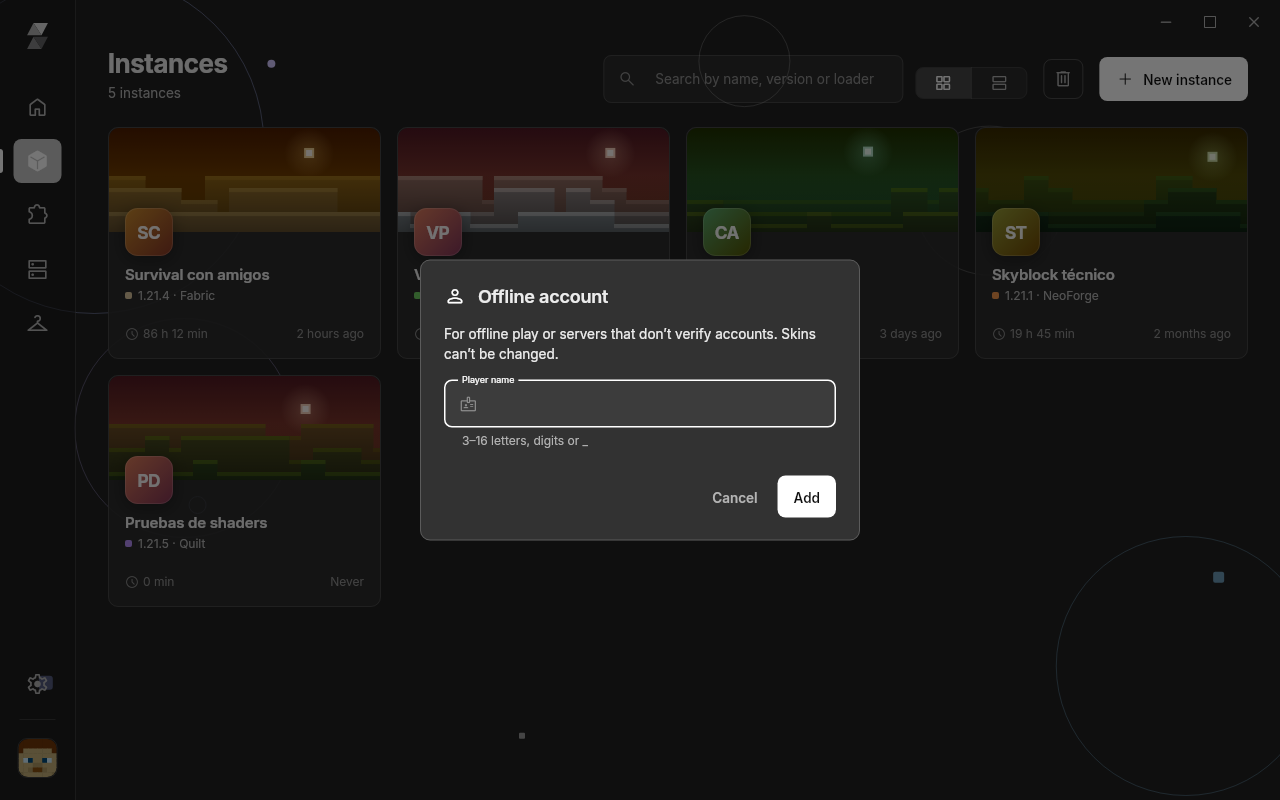 Instances
5 instances
Search by name, version or loader
New instance
SC
VP
CA
ST
Survival con amigos
1.21.4 · Fabric
86 h 12 min
2 hours ago
3 days ago
Skyblock técnico
1.21.1 · NeoForge
19 h 45 min
2 months ago
Offline account
For offline play or servers that don't verify accounts. Skins
can't be changed.
Player name
3–16 letters, digits or _
Cancel
Add
PD
Pruebas de shaders
1.21.5 · Quilt
0 min
Never